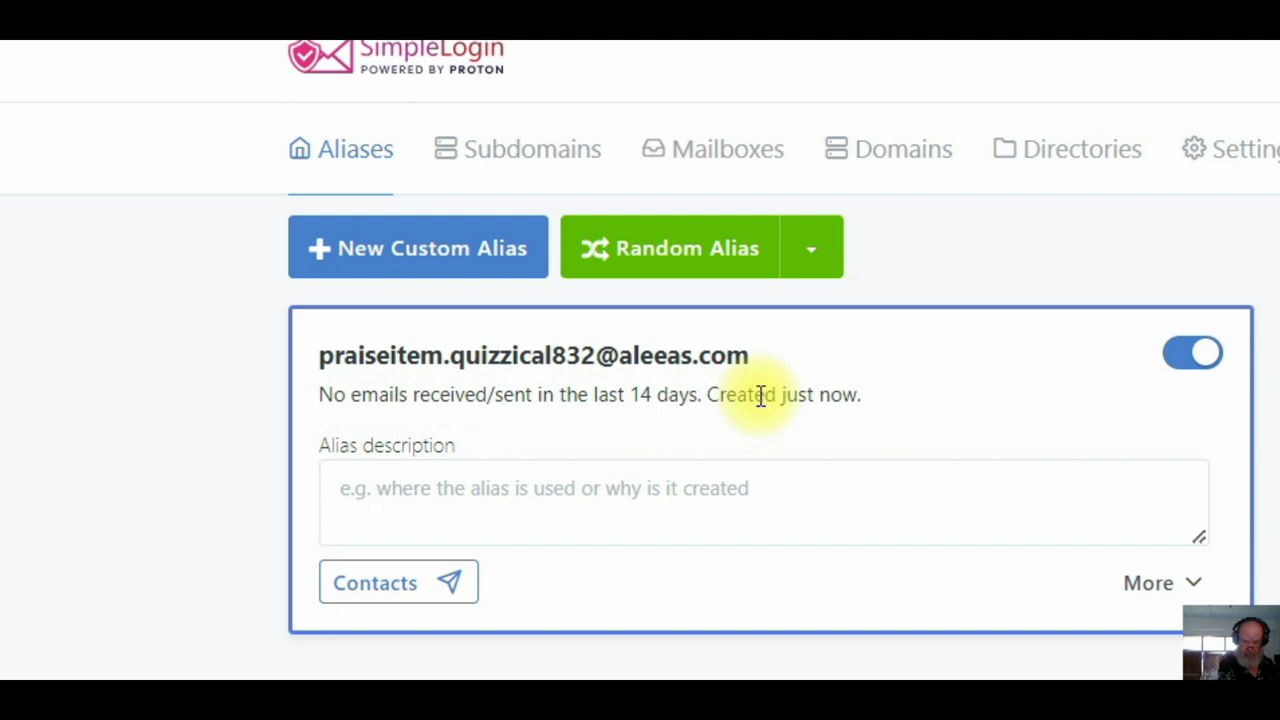 SimpleLogin
POWERED BY PROTON
Aliases Subdomains Mailboxes Domains Directories Settin
New Custom Alias Random Alias
praiseitem.quizzical832@aleeas.com
No emails received/sent in the last 14 days. Created just now.
Alias description
e.g. where the alias is used or why is it created
Contacts More